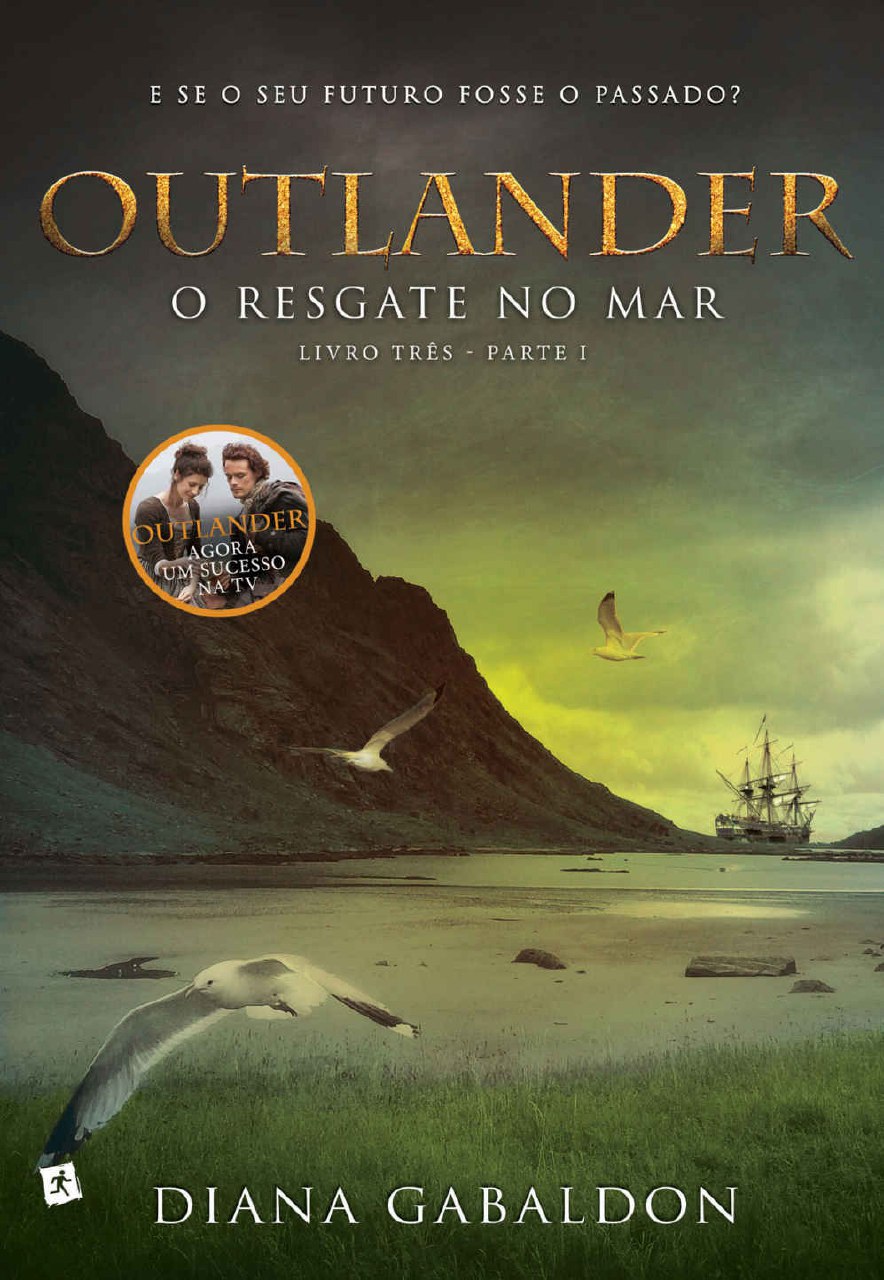 E SE O SEU FUTURO FOSSE O PASSADO?
OUTLANDER
O RESGATE NO MAR
LIVRO TRÊS - PARTE I
OUTLANDER
AGORA
UM SUCESSO
NA TV
DIANA GABALDON